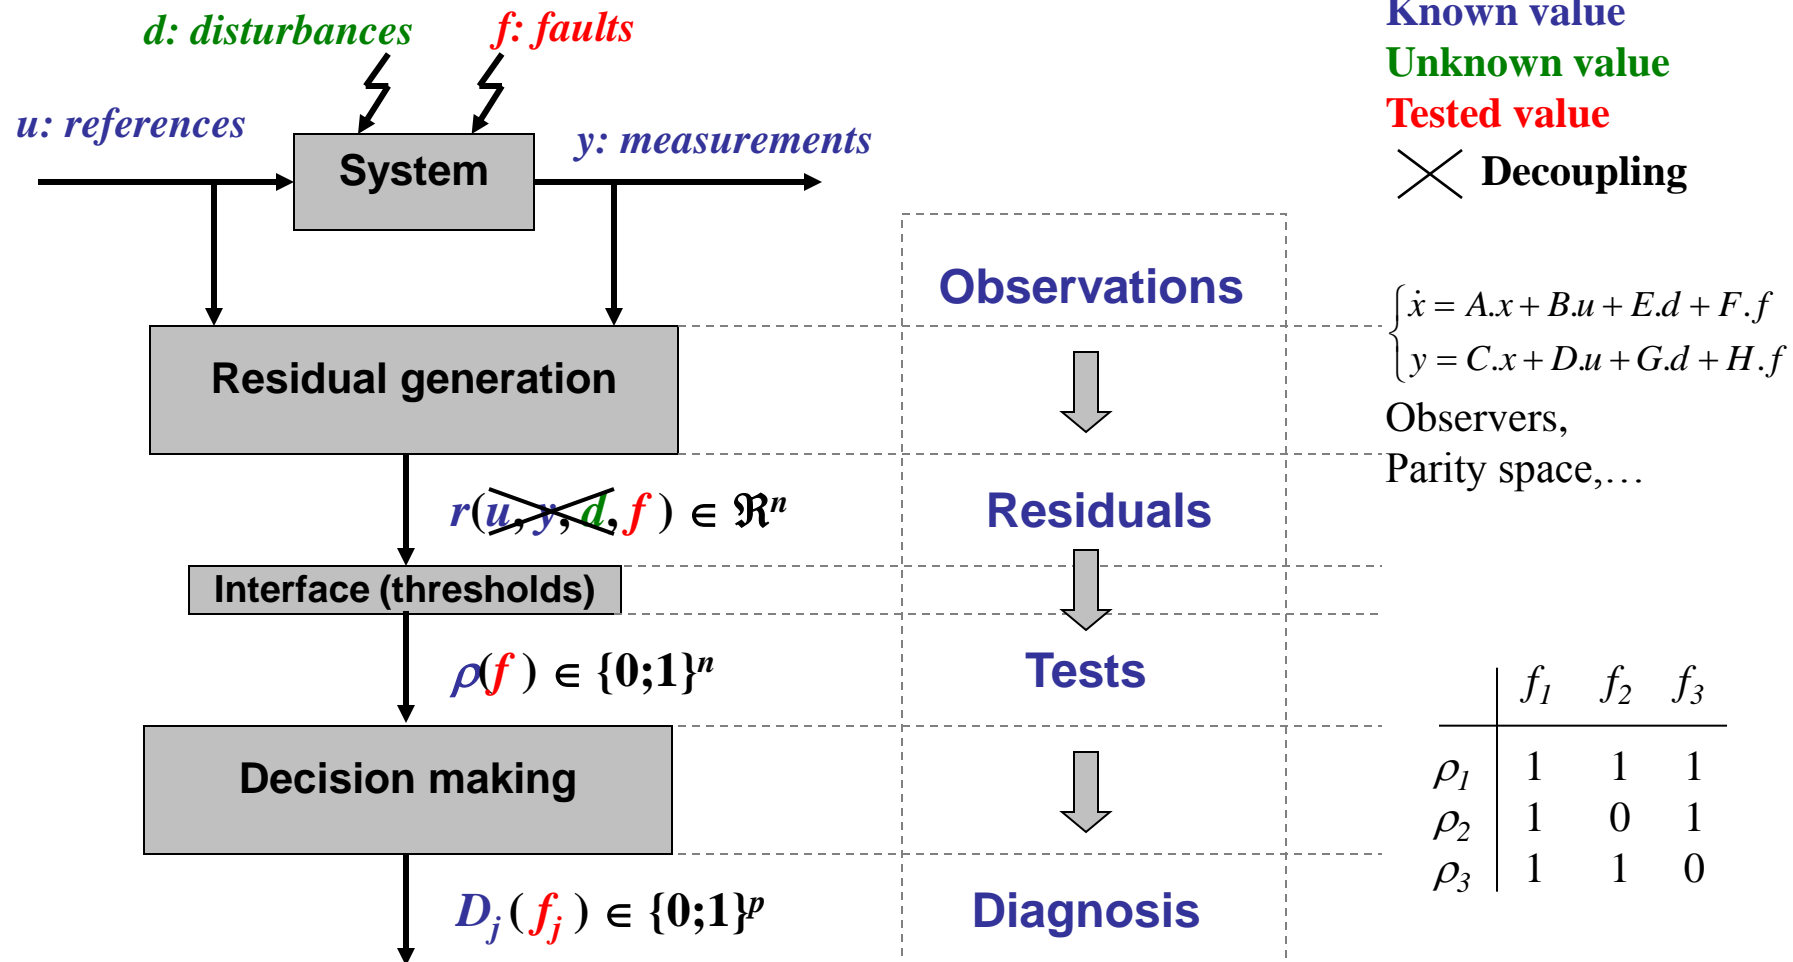 Known value
d: disturbances
f: faults
Unknown value
u: references
y: measurements
Tested value
System
Decoupling
Observations
ẋ = A.x + B.u + E.d + F.f
y = C.x + D.u + G.d + H.f
Residual generation
Observers,
Parity space,…
r(u, y, d, f ) ∈ ℜⁿ
Residuals
Interface (thresholds)
ρ(f ) ∈ {0;1}ⁿ
Tests
f₁ f₂ f₃
ρ₁ 1 1 1
ρ₂ 1 0 1
ρ₃ 1 1 0
Decision making
Dⱼ ( fⱼ ) ∈ {0;1}ᵖ
Diagnosis